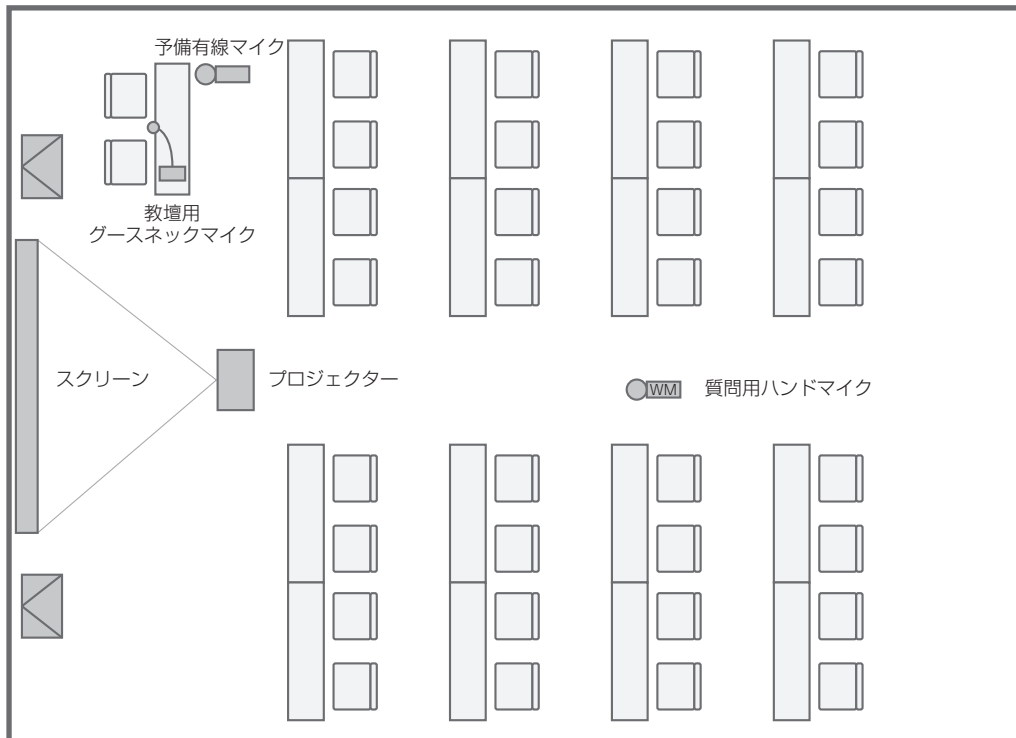 予備有線マイク
教壇用
グースネックマイク
スクリーン
プロジェクター
WM
質問用ハンドマイク